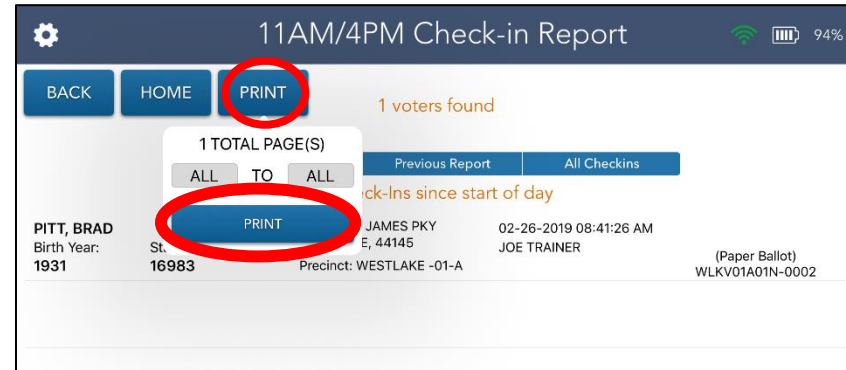 11AM/4PM Check-in Report
94%
BACK HOME PRINT
1 voters found
1 TOTAL PAGE(S)
ALL TO ALL
Previous Report All Checkins
ck-Ins since start of day
PRINT
PITT, BRAD JAMES PKY 02-26-2019 08:41:26 AM
Birth Year: St. E, 44145 JOE TRAINER
(Paper Ballot)
1931 16983 Precinct: WESTLAKE -01-A
WLKV01A01N-0002